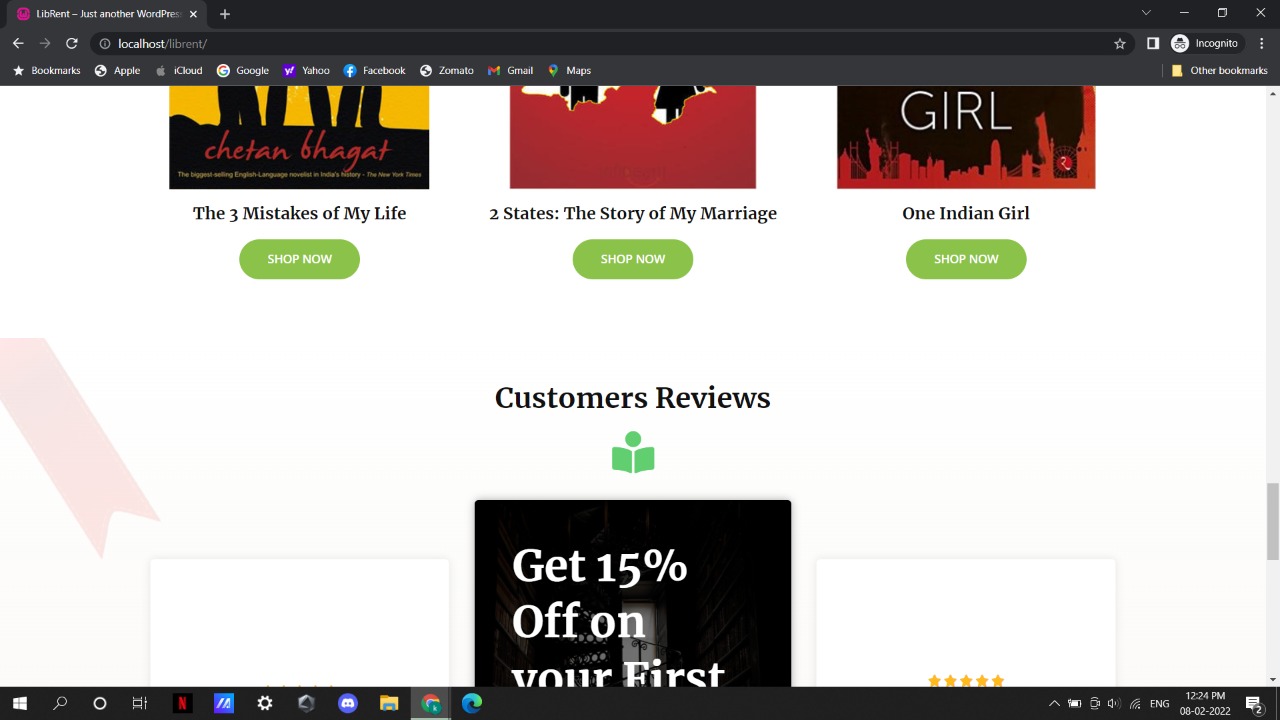 LibRent – Just another WordPres
localhost/librent/
Incognito
Bookmarks Apple iCloud Google Yahoo Facebook Zomato Gmail Maps Other bookmarks
chetan bhagat
The biggest-selling English-Language novelist in India's history - The New York Times
GIRL
The 3 Mistakes of My Life
2 States: The Story of My Marriage
One Indian Girl
SHOP NOW
SHOP NOW
SHOP NOW
Customers Reviews
Get 15%
Off on
your First
N
ENG
12:24 PM
08-02-2022
2